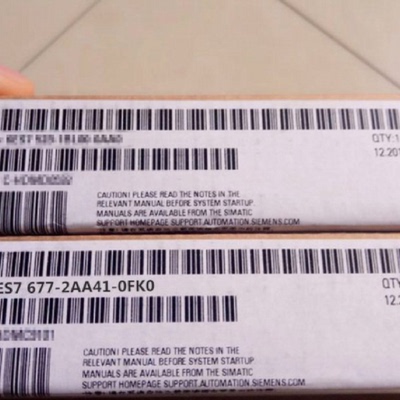 QTY:1
12.201
CAUTION! PLEASE READ THE NOTES IN THE
RELEVANT MANUAL BEFORE SYSTEM STARTUP.
MANUALS ARE AVAILABLE FROM THE SIMATIC
SUPPORT HOMEPAGE SUPPORT.AUTOMATION.SIEMENS.COM
ES7 677-2AA41-0FK0
QTY
12.2
CAUTION! PLEASE READ THE NOTES IN THE
RELEVANT MANUAL BEFORE SYSTEM STARTUP
MANUALS ARE AVAILABLE FROM THE SIMATIC
SUPPORT HOMEPAGE SUPPORT.AUTOMATION.SIEMENS.COM